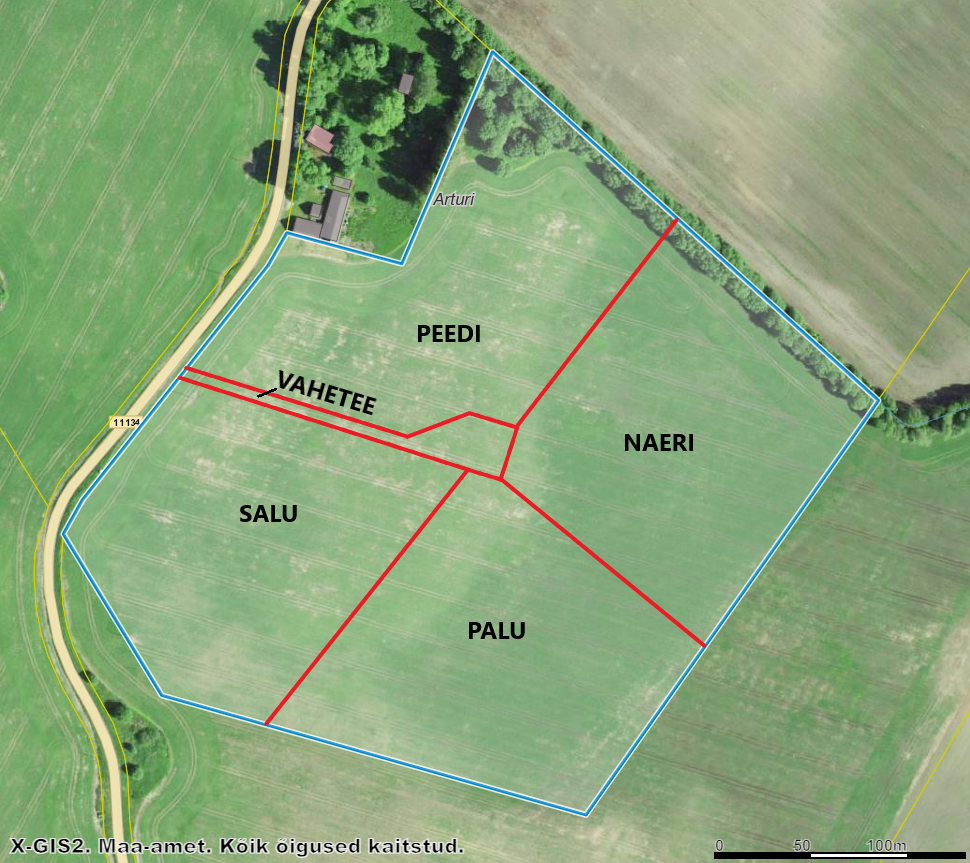 Arturi
PEEDI
VAHETEE
11134
NAERI
SALU
PALU
X-GIS2. Maa-amet. Kõik õigused kaitstud.
0 50 100m